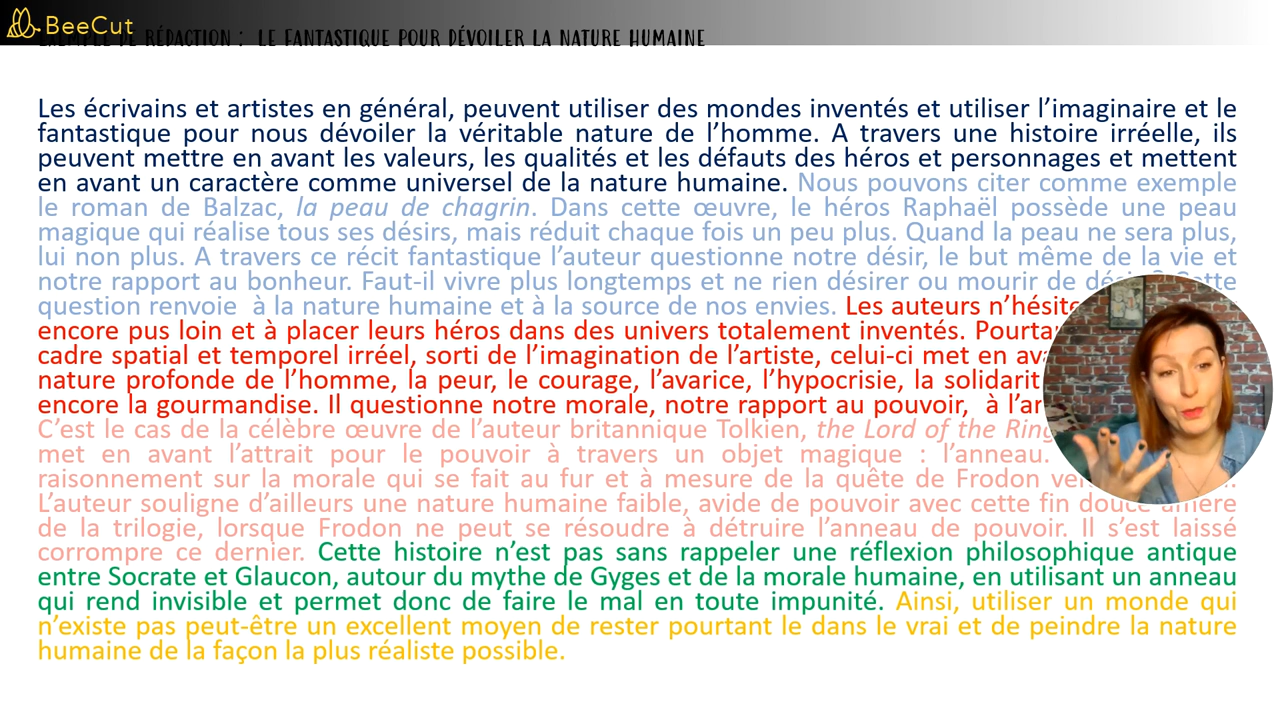 BeeCut
EXEMPLE DE RÉDACTION : LE FANTASTIQUE POUR DÉVOILER LA NATURE HUMAINE
Les écrivains et artistes en général, peuvent utiliser des mondes inventés et utiliser l’imaginaire et le
fantastique pour nous dévoiler la véritable nature de l’homme. A travers une histoire irréelle, ils
peuvent mettre en avant les valeurs, les qualités et les défauts des héros et personnages et mettent
en avant un caractère comme universel de la nature humaine. Nous pouvons citer comme exemple
le roman de Balzac, la peau de chagrin. Dans cette œuvre, le héros Raphaël possède une peau
magique qui réalise tous ses désirs, mais réduit chaque fois un peu plus. Quand la peau ne sera plus,
lui non plus. A travers ce récit fantastique l’auteur questionne notre désir, le but même de la vie et
notre rapport au bonheur. Faut-il vivre plus longtemps et ne rien désirer ou mourir de désir ? Cette
question renvoie à la nature humaine et à la source de nos envies. Les auteurs n’hésite
encore pus loin et à placer leurs héros dans des univers totalement inventés.
cadre spatial et temporel irréel, sorti de l’imagination de l’artiste, celui-ci met en
nature profonde de l’homme, la peur, le courage, l’avarice, l’hypocrisie, la
encore la gourmandise. Il questionne notre morale, notre rapport au pouvoir, à
C’est le cas de la célèbre œuvre de l’auteur britannique Tolkien, the Lord of the
met en avant l’attrait pour le pouvoir à travers un objet magique : l’anneau.
raisonnement sur la morale qui se fait au fur et à mesure de la quête de Frodon
L’auteur souligne d’ailleurs une nature humaine faible, avide de pouvoir avec cette fin douce amère
de la trilogie, lorsque Frodon ne peut se résoudre à détruire l’anneau de pouvoir. Il s’est laissé
corrompre ce dernier. Cette histoire n’est pas sans rappeler une réflexion philosophique antique
entre Socrate et Glaucon, autour du mythe de Gyges et de la morale humaine, en utilisant un anneau
qui rend invisible et permet donc de faire le mal en toute impunité. Ainsi, utiliser un monde qui
n’existe pas peut-être un excellent moyen de rester pourtant le dans le vrai et de peindre la nature
humaine de la façon la plus réaliste possible.